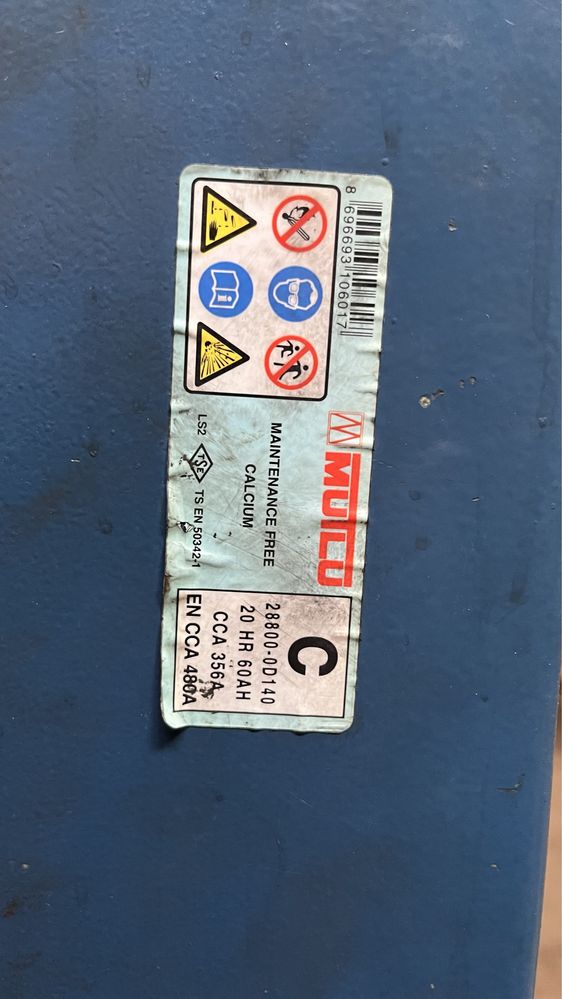 8 696693 106017
MUTLU
MAINTENANCE FREE
CALCIUM
LS2 TSE TS EN 50342-1
C
28800-0D140
20 HR 60AH
CCA 356A
EN CCA 480A